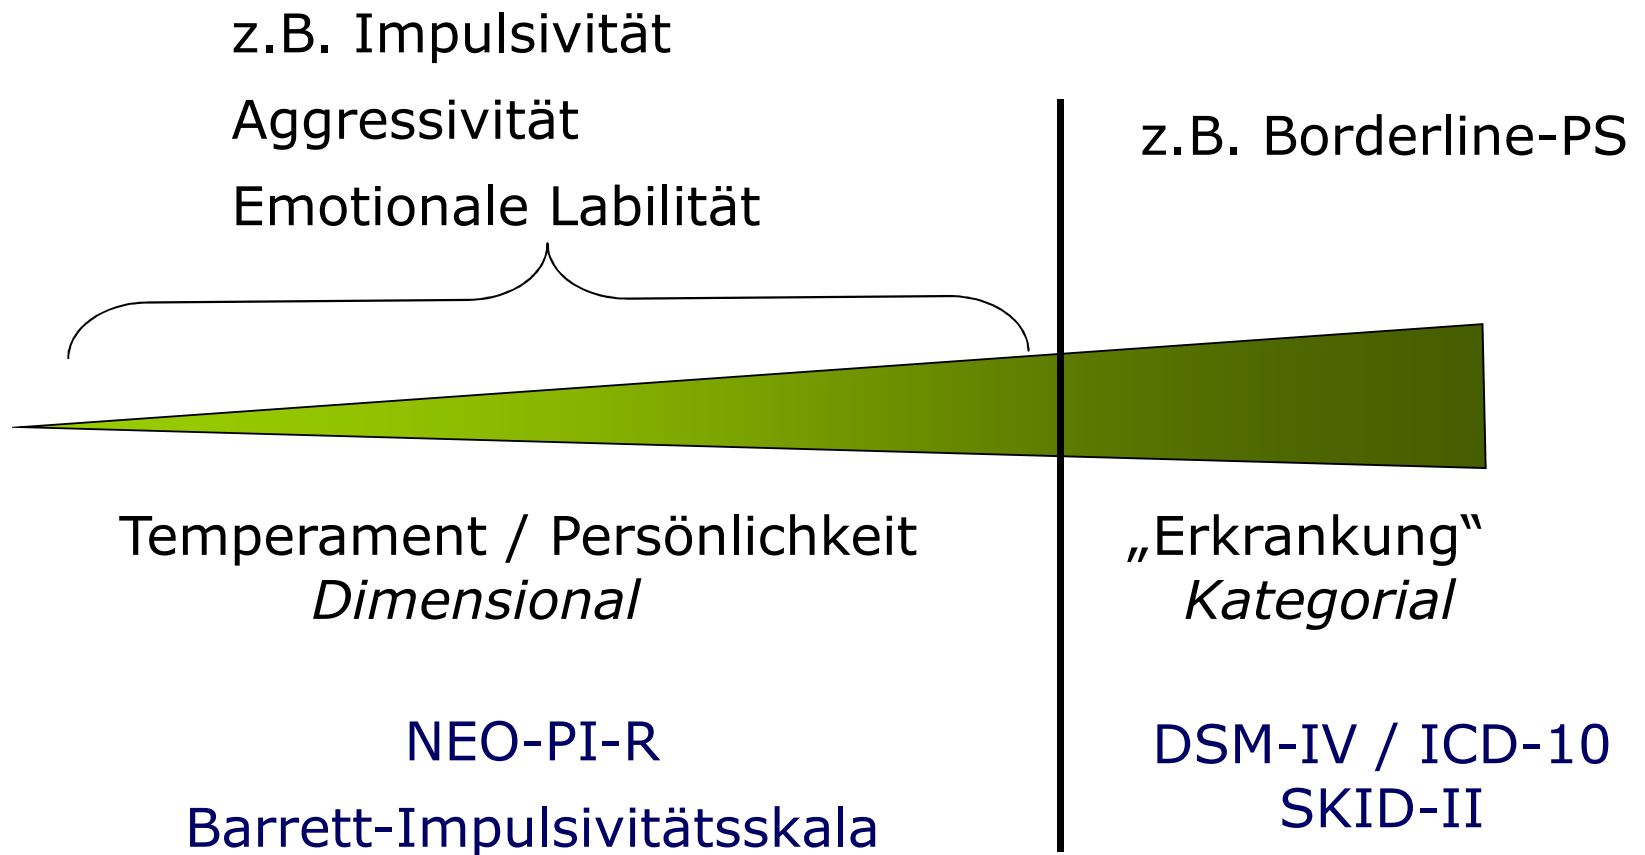 z.B. Impulsivität
Aggressivität
Emotionale Labilität
z.B. Borderline-PS
Temperament / Persönlichkeit
Dimensional
„Erkrankung“
Kategorial
NEO-PI-R
Barrett-Impulsivitätsskala
DSM-IV / ICD-10
SKID-II